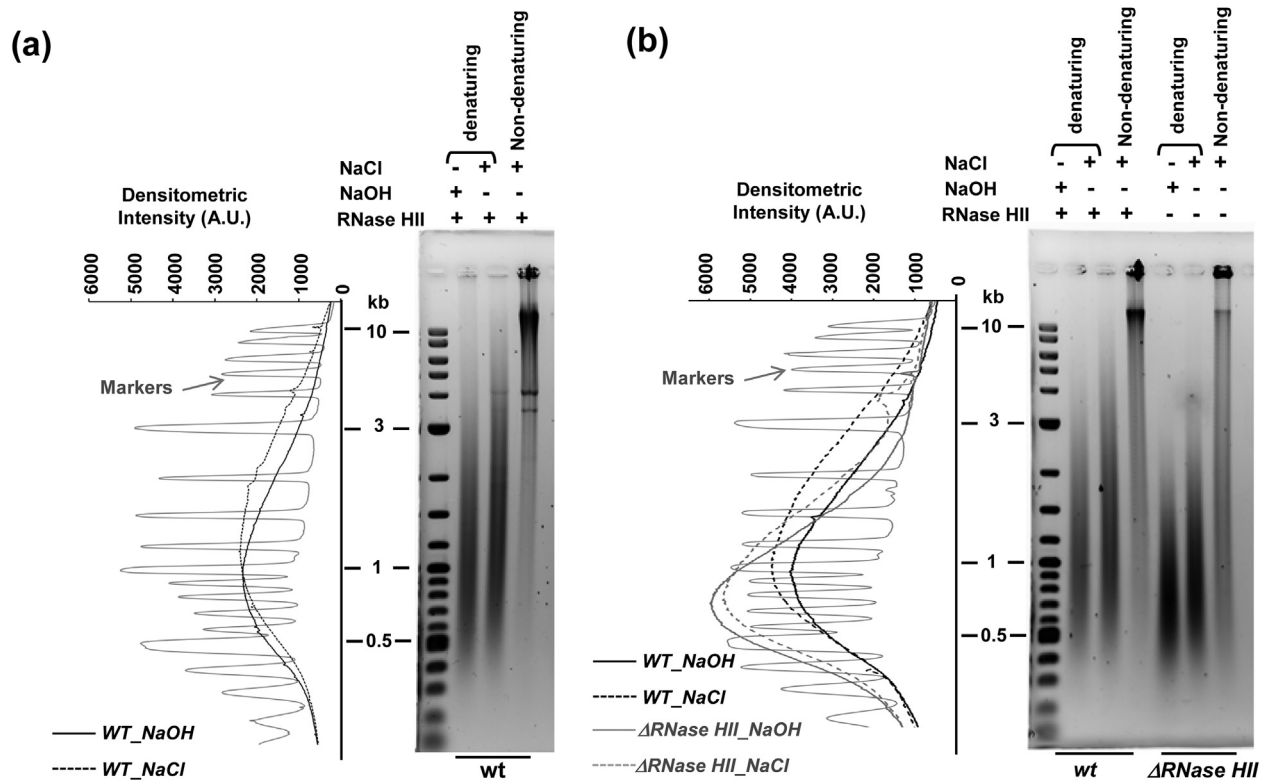 (a)
denaturing
Non-denaturing
NaCl - + +
NaOH + - -
RNase HII + + +
Densitometric
Intensity (A.U.)
6000 5000 4000 3000 2000 1000 0
kb
10
Markers
3
1
0.5
WT_NaOH
WT_NaCl
wt
(b)
denaturing
Non-denaturing
denaturing
Non-denaturing
NaCl - + + - + +
NaOH + - - + - -
RNase HII + + + - - -
Densitometric
Intensity (A.U.)
6000 5000 4000 3000 2000 1000 0
kb
10
Markers
3
1
0.5
WT_NaOH
WT_NaCl
ΔRNase HII_NaOH
ΔRNase HII_NaCl
wt ΔRNase HII